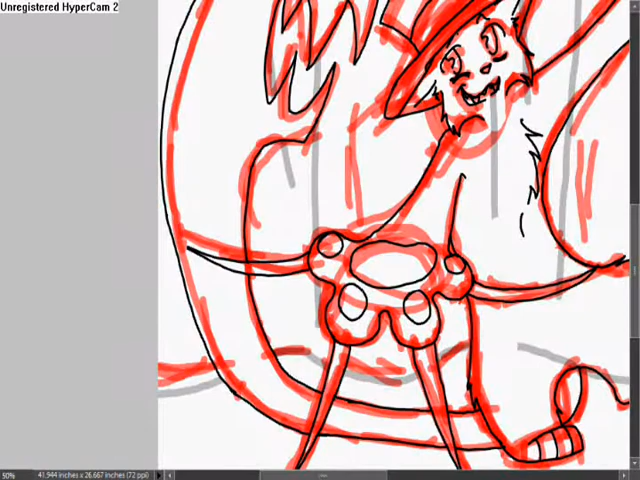 Unregistered HyperCam 2
50%
41.944 inches x 26.667 inches (72 ppi)